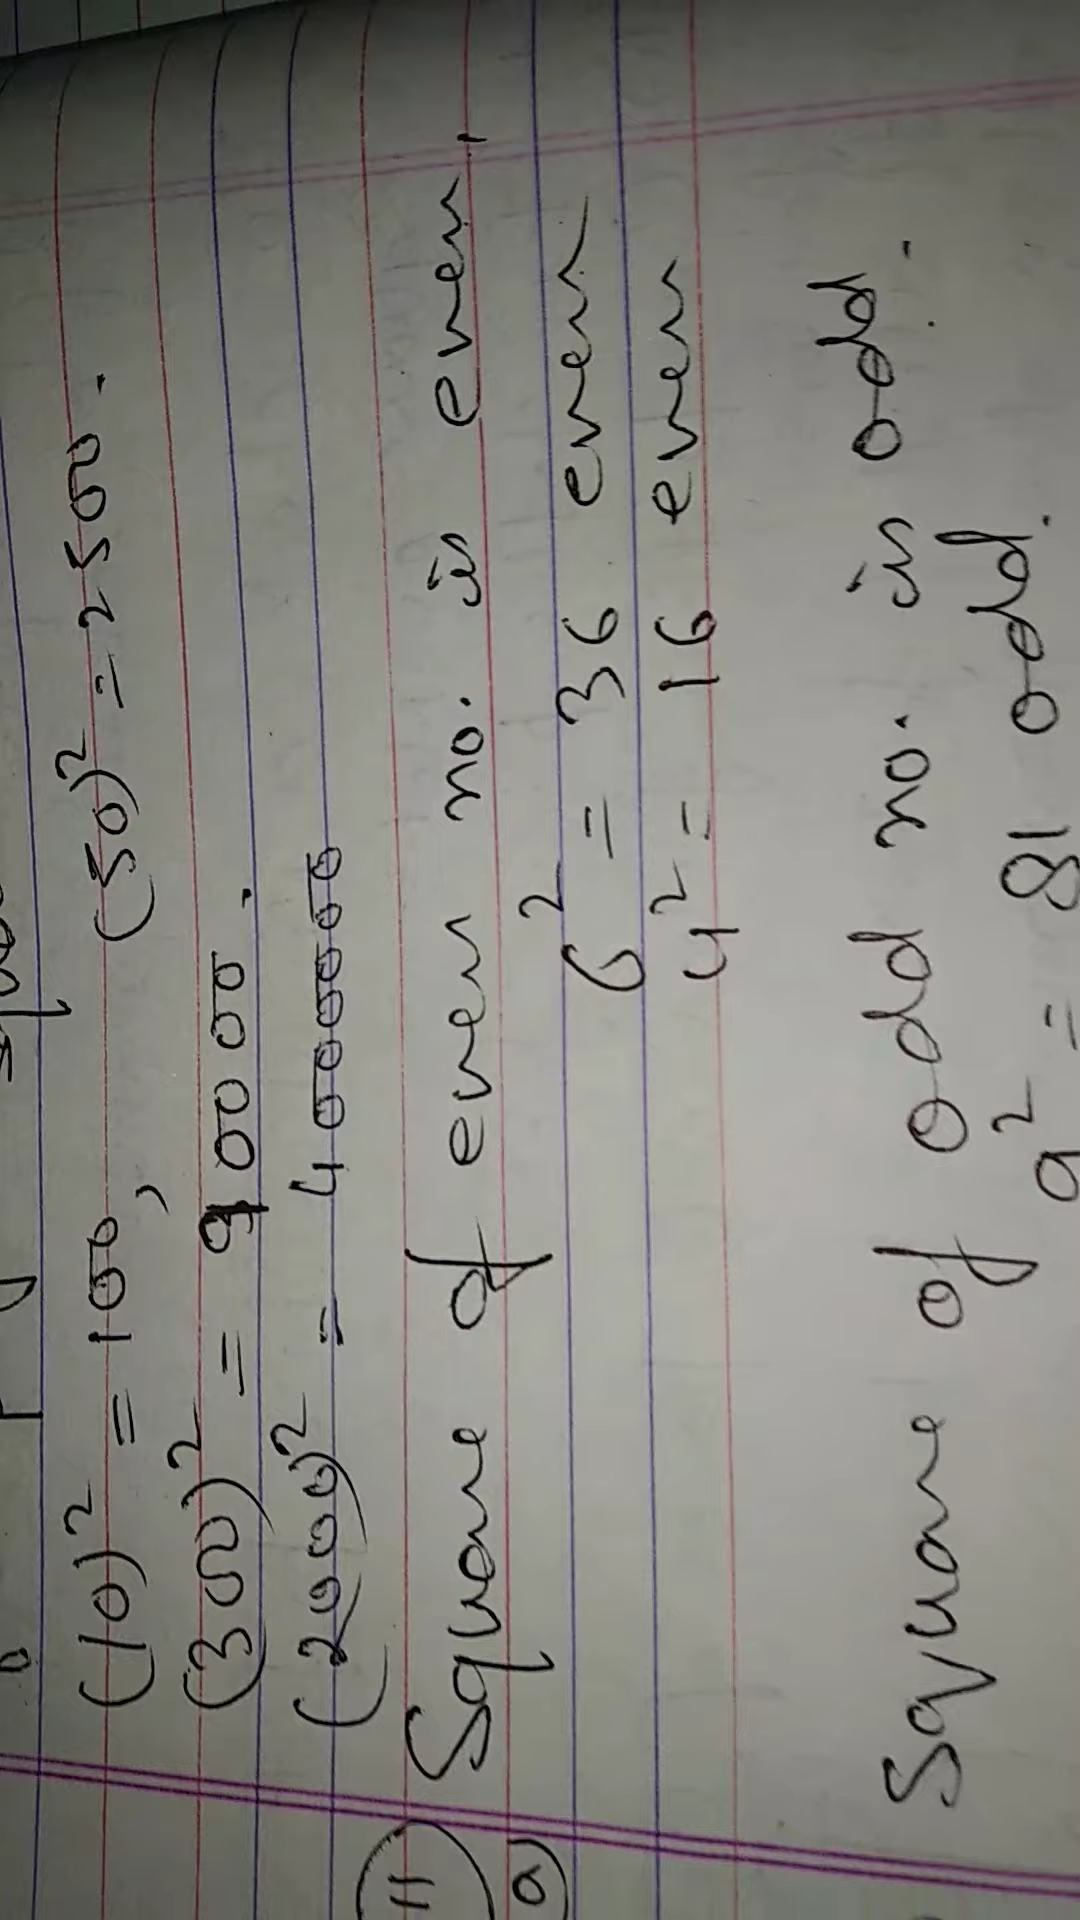 (10)² = 100, (50)² = 2500.
(300)² = 90000.
(2000)² = 4000000
11 a) Square of even no. is even.
6² = 36 even
4² = 16 even
Square of odd no. is odd.
9² = 81 odd.